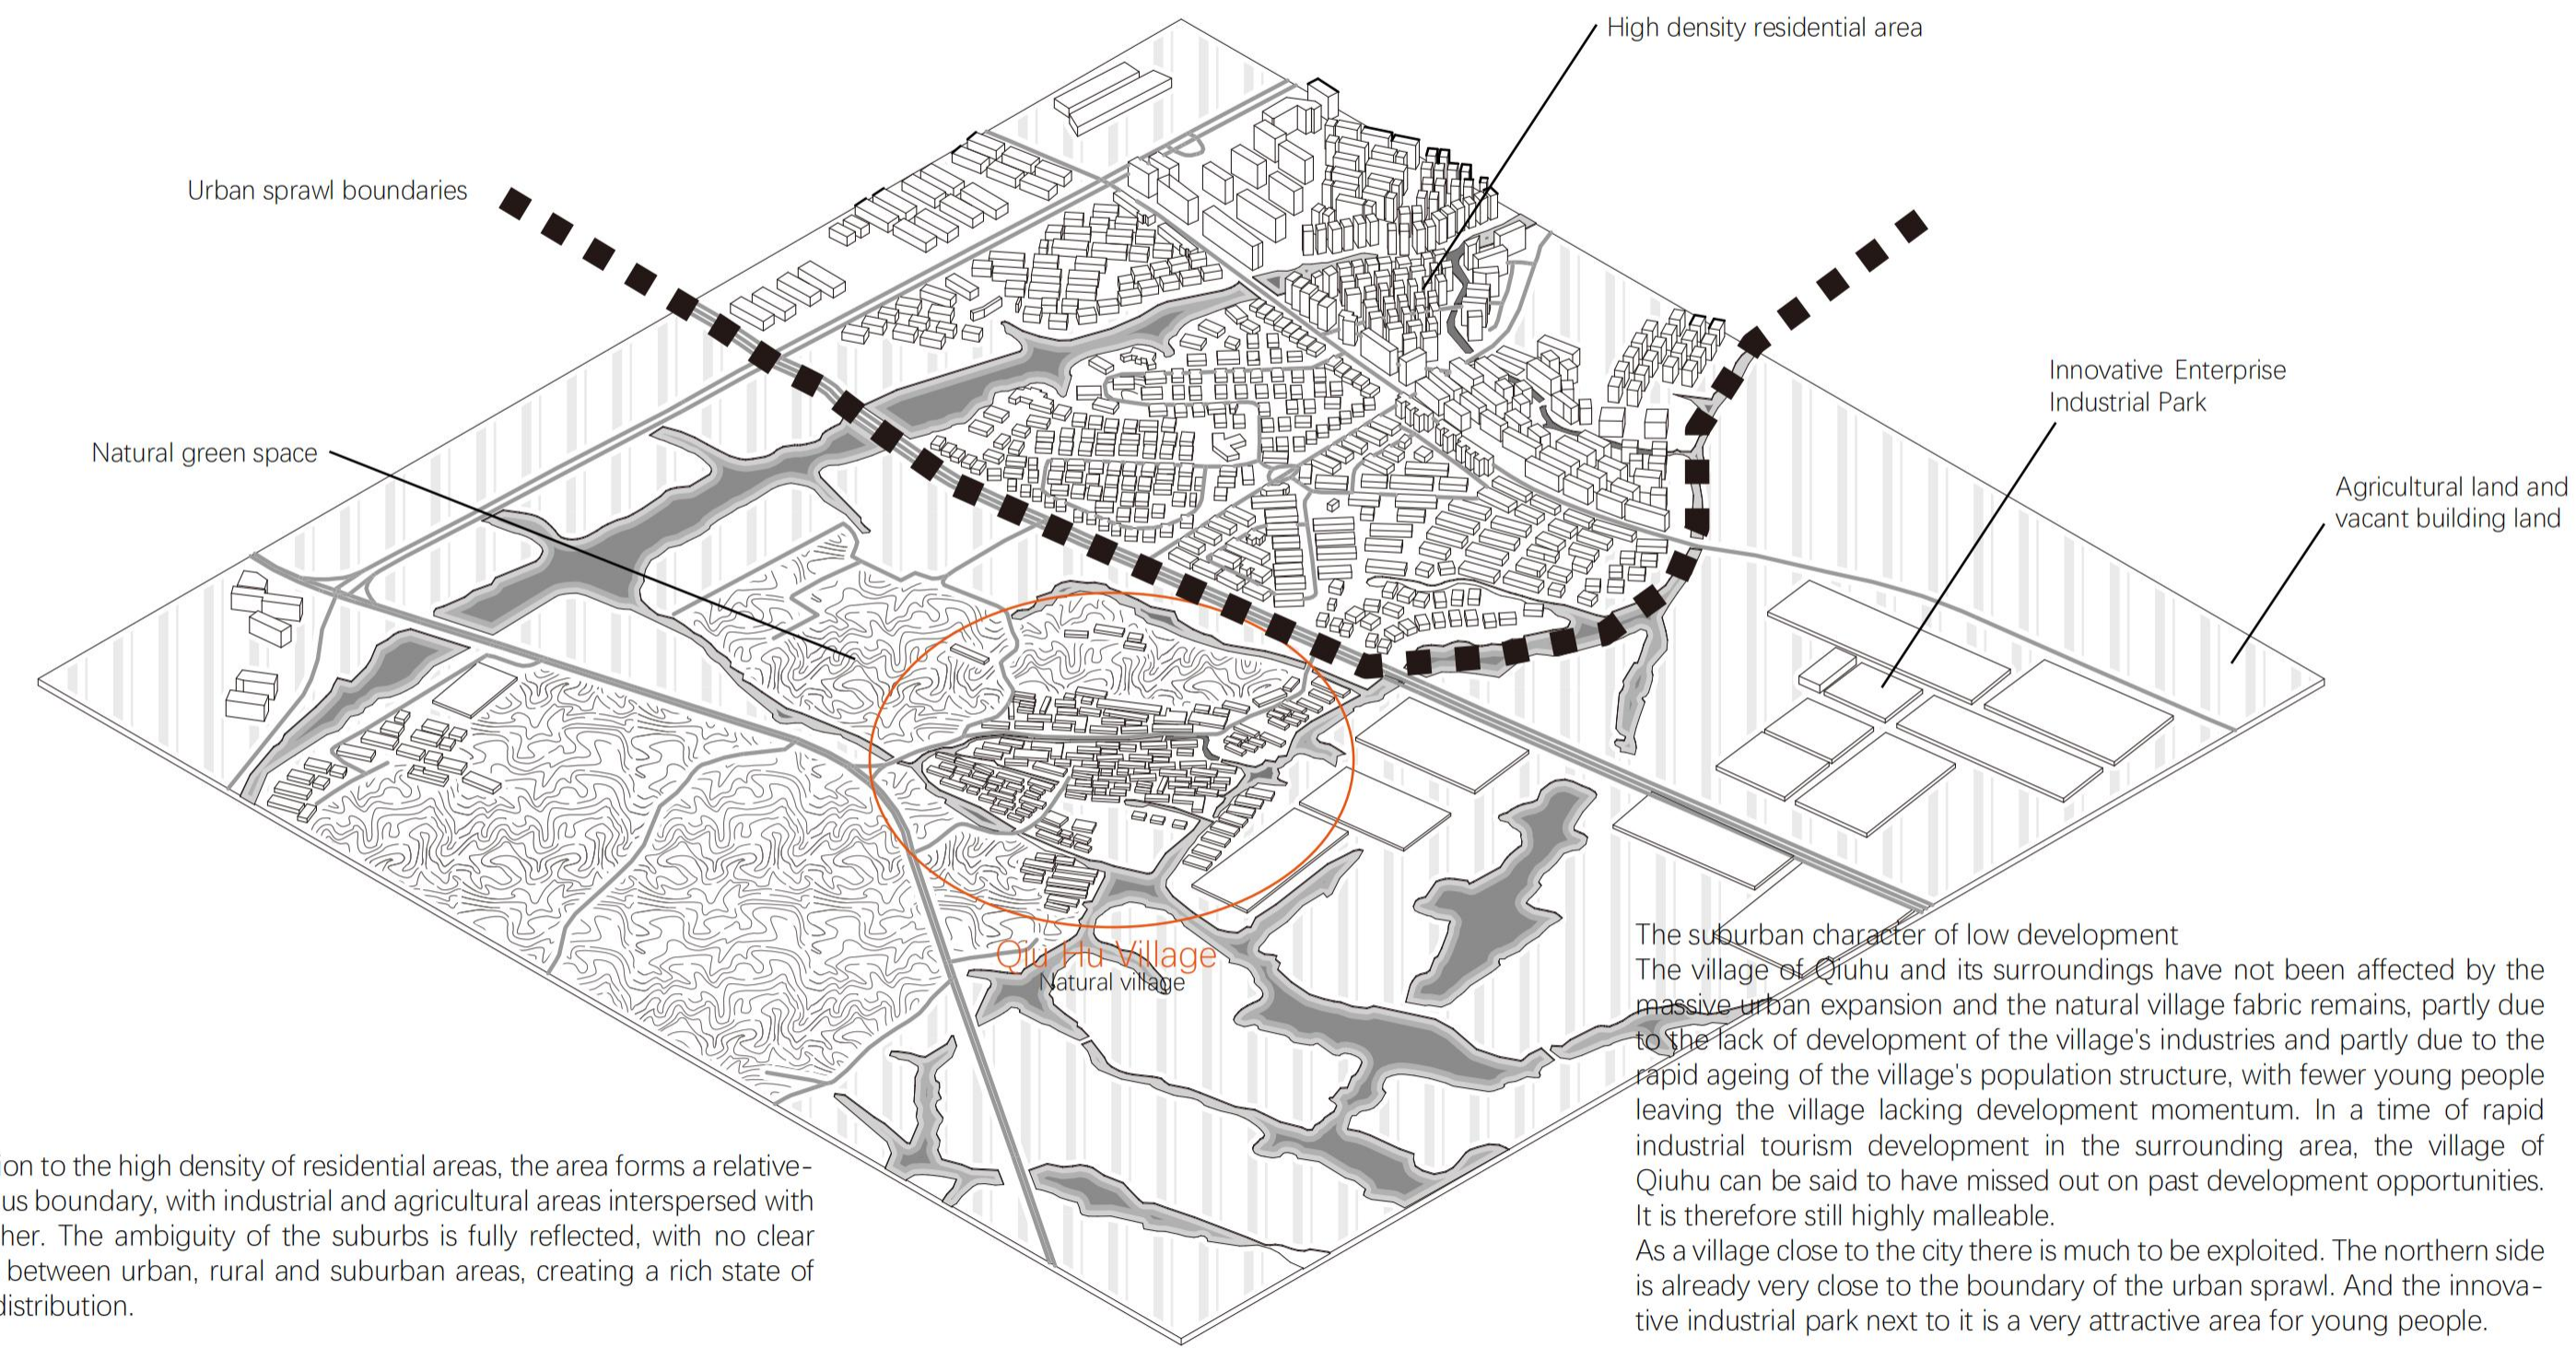 High density residential area
Urban sprawl boundaries
Innovative Enterprise
Industrial Park
Natural green space
Agricultural land and
vacant building land
Qiu Hu Village
Natural village
The suburban character of low development
The village of Qiuhu and its surroundings have not been affected by the
massive urban expansion and the natural village fabric remains, partly due
to the lack of development of the village's industries and partly due to the
rapid ageing of the village's population structure, with fewer young people
leaving the village lacking development momentum. In a time of rapid
industrial tourism development in the surrounding area, the village of
Qiuhu can be said to have missed out on past development opportunities.
It is therefore still highly malleable.
As a village close to the city there is much to be exploited. The northern side
is already very close to the boundary of the urban sprawl. And the innova-
tive industrial park next to it is a very attractive area for young people.
ion to the high density of residential areas, the area forms a relative-
us boundary, with industrial and agricultural areas interspersed with
her. The ambiguity of the suburbs is fully reflected, with no clear
between urban, rural and suburban areas, creating a rich state of
distribution.